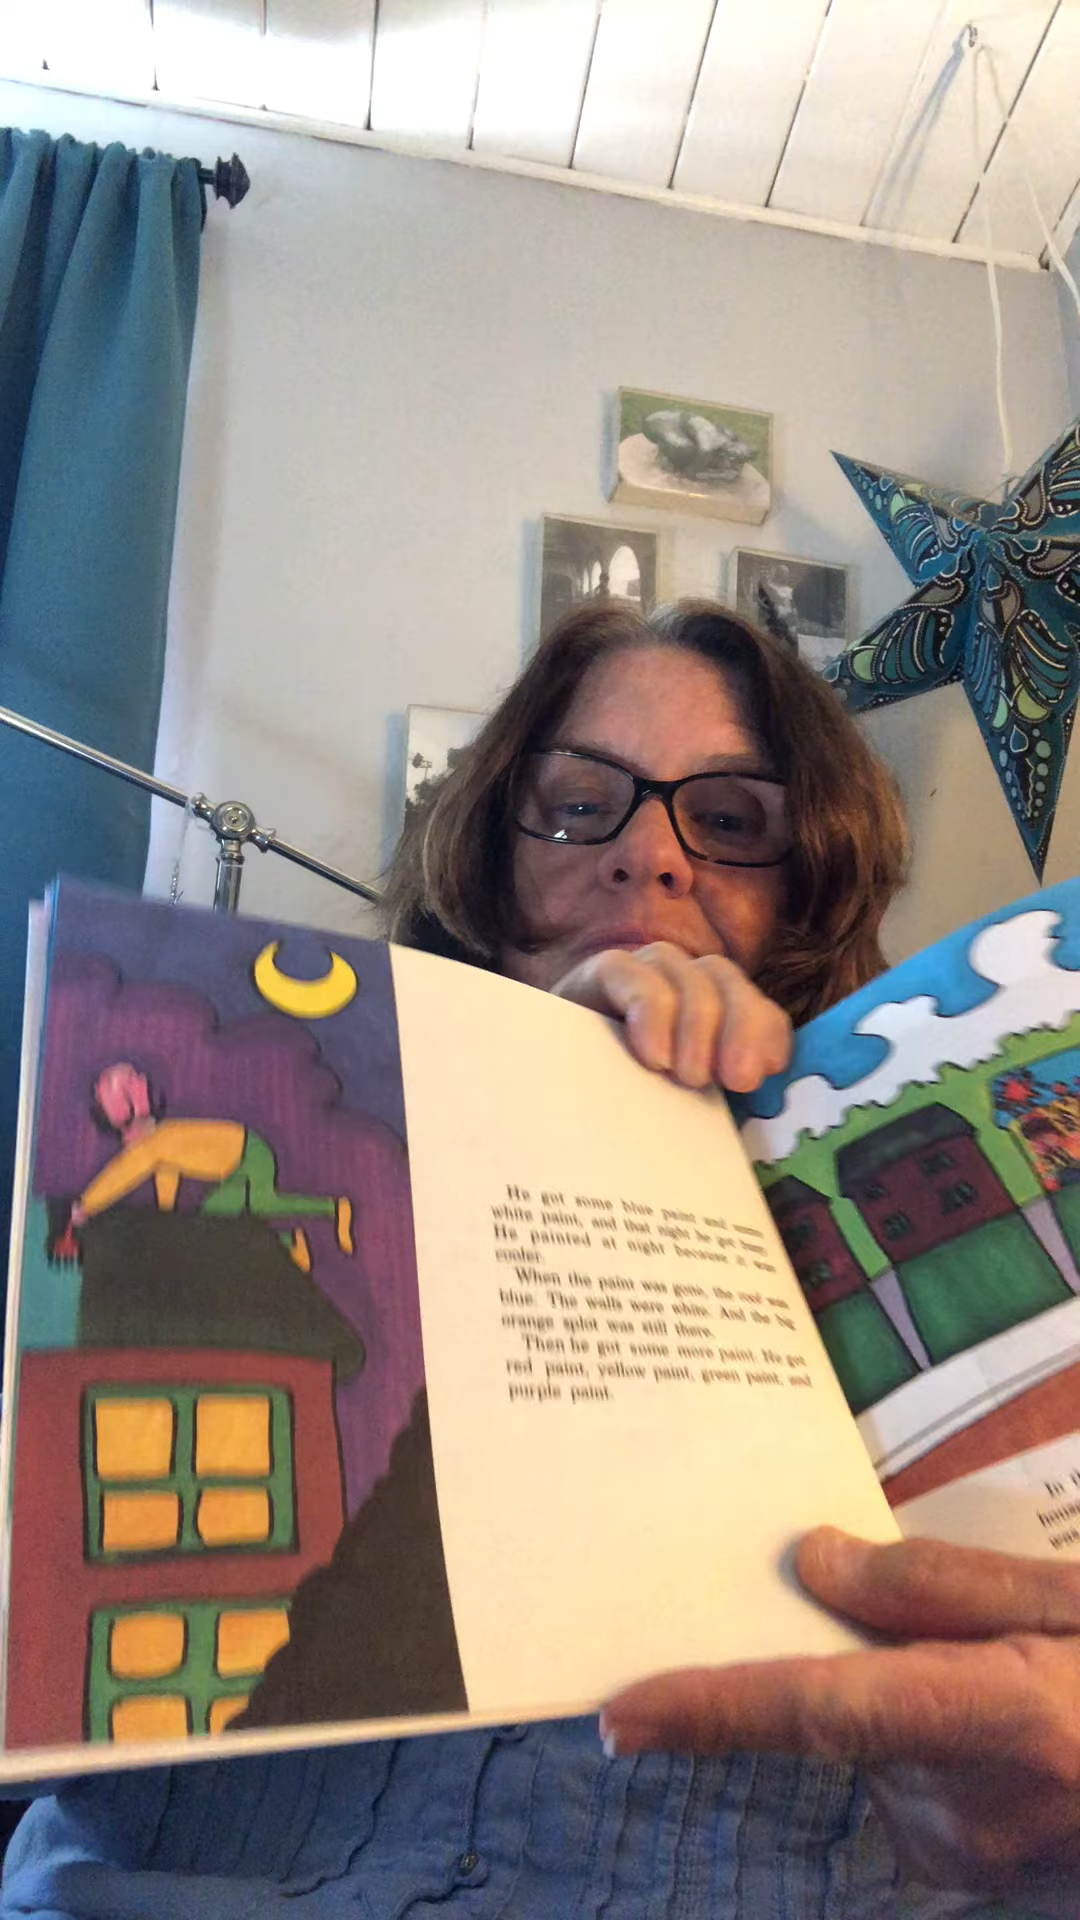 He got some blue paint and some
white paint, and that night he got busy.
He painted at night because it was
cooler.
When the paint was gone, the roof was
blue. The walls were white. And the big
orange splot was still there.
Then he got some more paint. He got
red paint, yellow paint, green paint, and
purple paint.
In
house
was